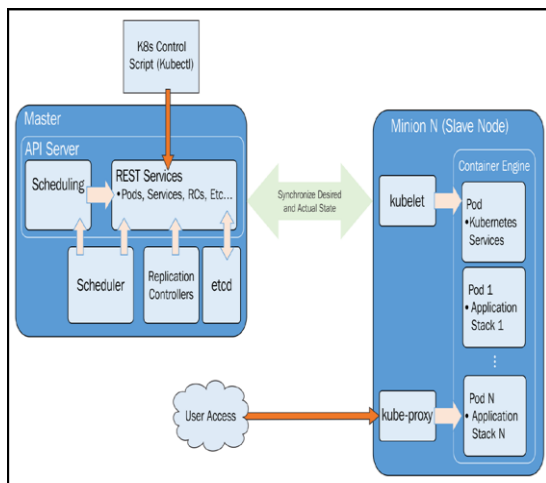 K8s Control
Script (Kubectl)
Master
API Server
Scheduling
REST Services
•Pods, Services, RCs, Etc...
Scheduler
Replication
Controllers
etcd
Synchronize Desired
and Actual State
Minion N (Slave Node)
Container Engine
kubelet
Pod
•Kubernetes
Services
Pod 1
• Application
Stack 1
⋮
User Access
kube-proxy
Pod N
• Application
Stack N